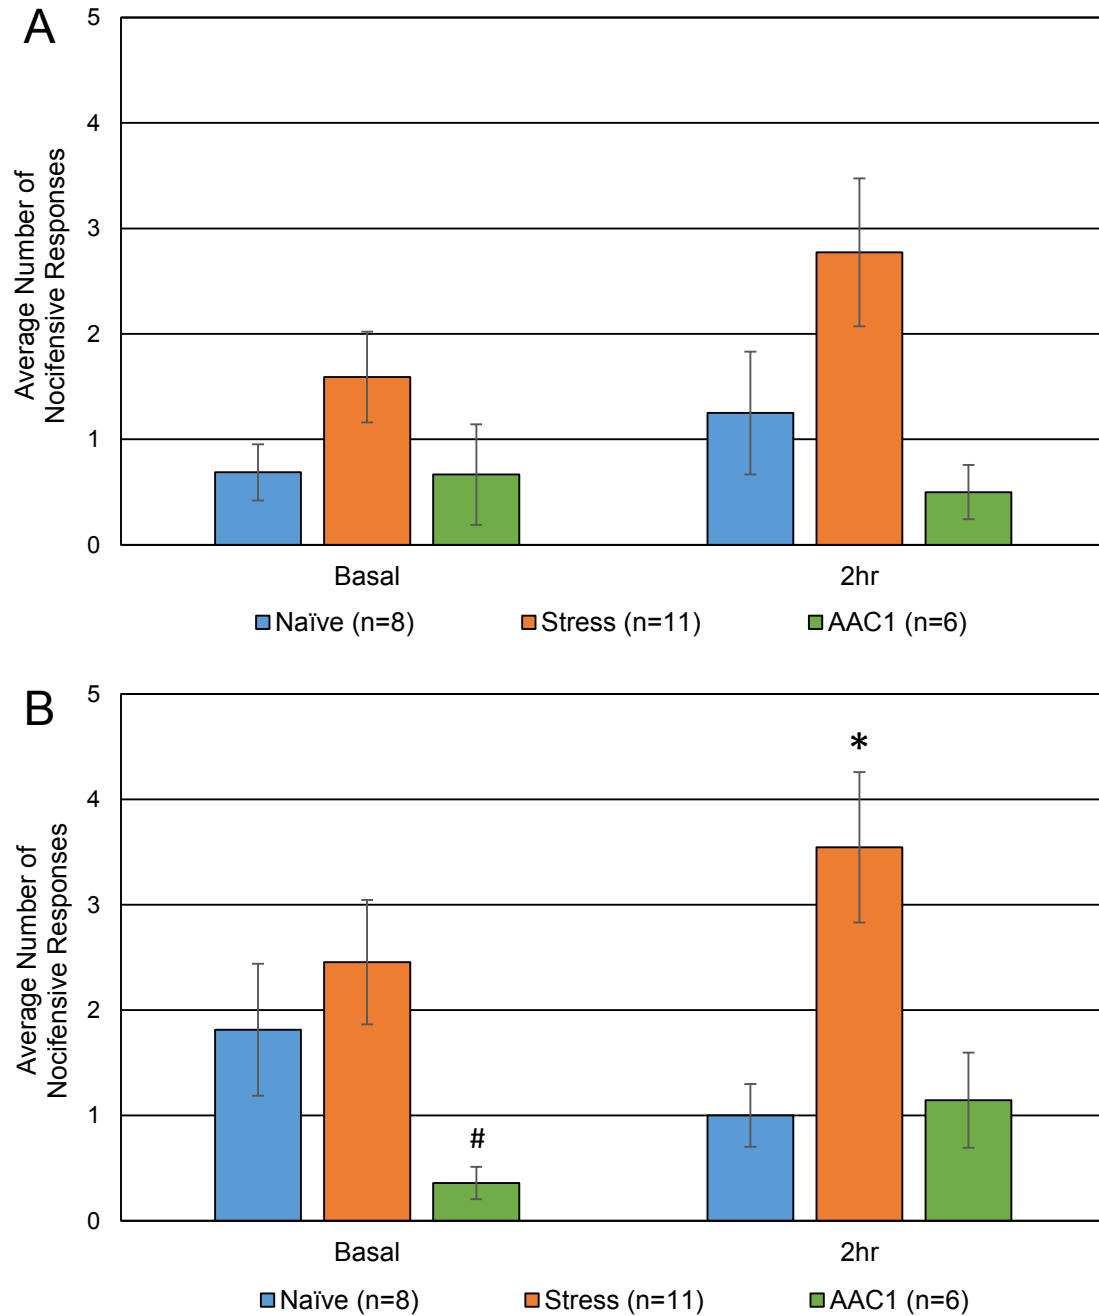 A
5
4
3
2
1
0
Average Number of
Nocifensive Responses
Basal
2hr
Naïve (n=8)
Stress (n=11)
AAC1 (n=6)
B
5
4
3
2
1
0
Average Number of
Nocifensive Responses
*
#
Basal
2hr
Naïve (n=8)
Stress (n=11)
AAC1 (n=6)